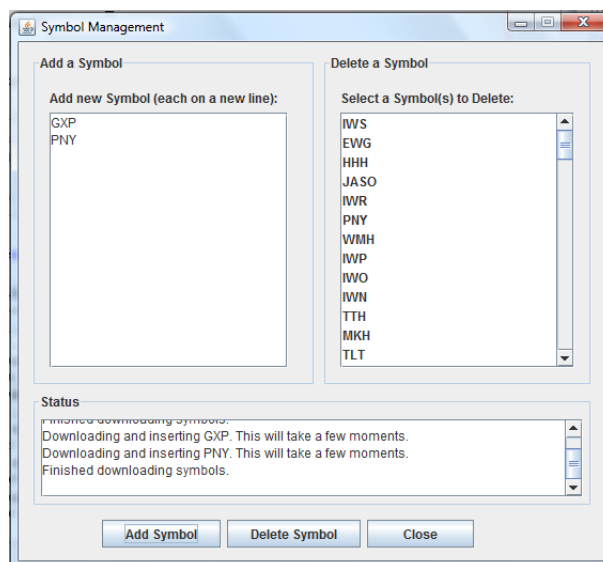 Symbol Management
Add a Symbol
Add new Symbol (each on a new line):
GXP
PNY
Delete a Symbol
Select a Symbol(s) to Delete:
IWS
EWG
HHH
JASO
IWR
PNY
WMH
IWP
IWO
IWN
TTH
MKH
TLT
Status
Finished downloading symbols.
Downloading and inserting GXP. This will take a few moments.
Downloading and inserting PNY. This will take a few moments.
Finished downloading symbols.
Add Symbol
Delete Symbol
Close